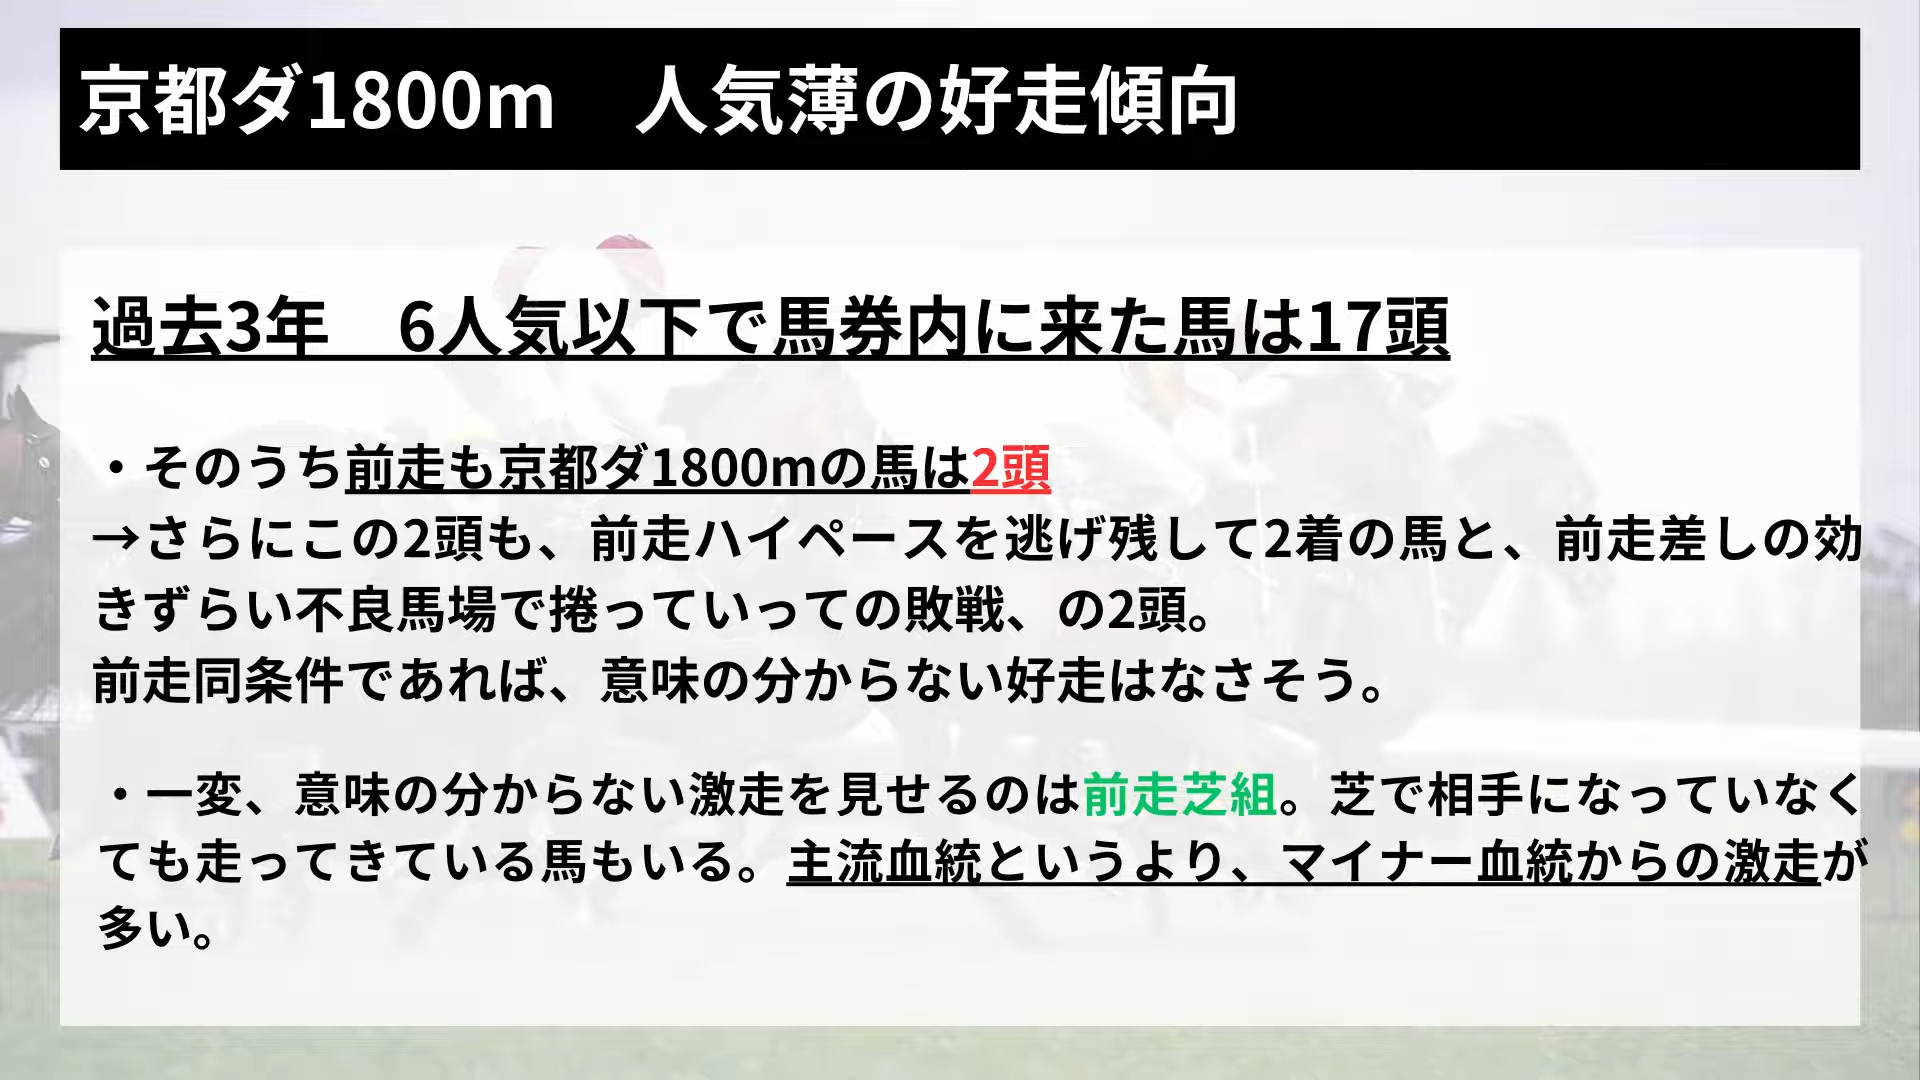 京都ダ1800m　人気薄の好走傾向
過去3年　6人気以下で馬券内に来た馬は17頭
・そのうち前走も京都ダ1800mの馬は2頭
→さらにこの2頭も、前走ハイペースを逃げ残して2着の馬と、前走差しの効
きずらい不良馬場で捲っていっての敗戦、の2頭。
前走同条件であれば、意味の分からない好走はなさそう。
・一変、意味の分からない激走を見せるのは前走芝組。芝で相手になっていなく
ても走ってきている馬もいる。主流血統というより、マイナー血統からの激走が
多い。